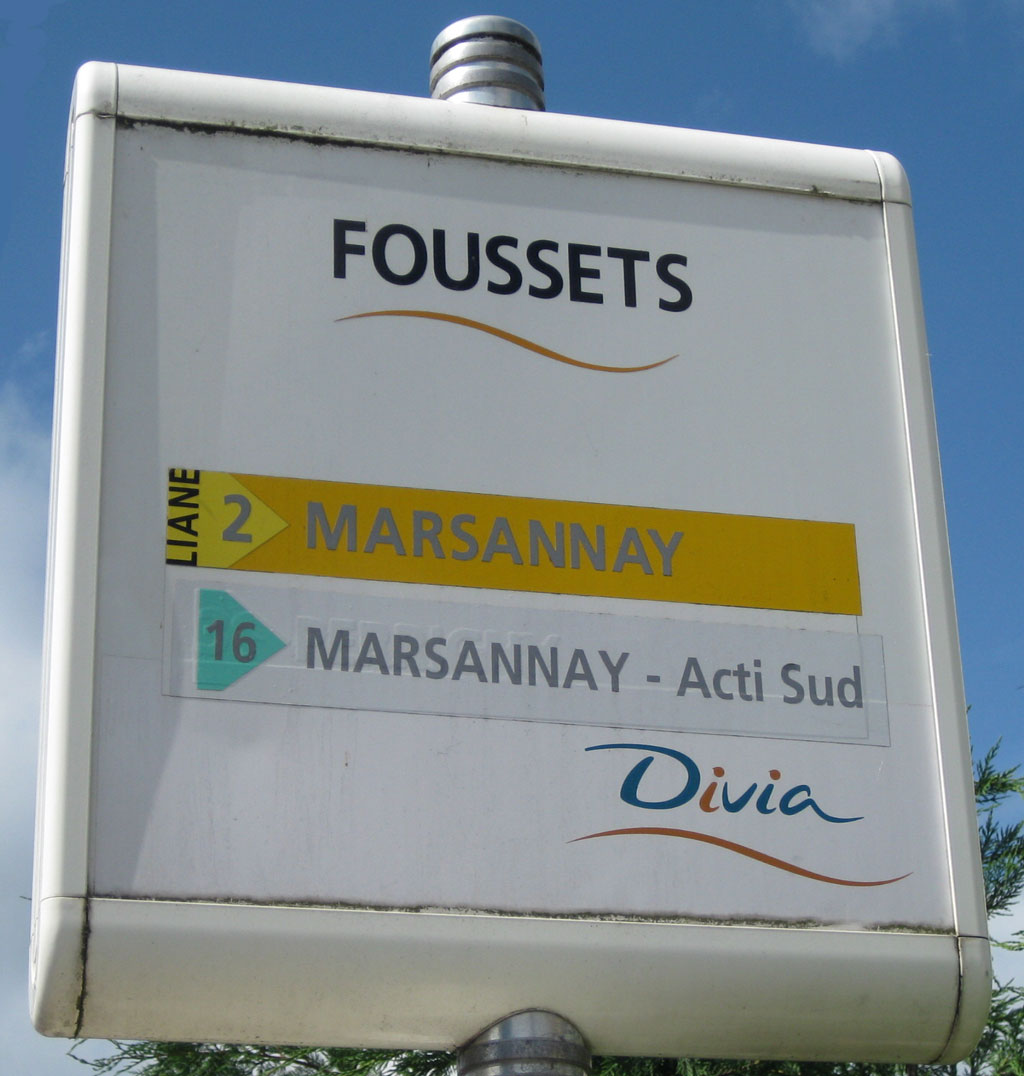 FOUSSETS
LIANE 2 MARSANNAY
16 MARSANNAY - Acti Sud
Divia